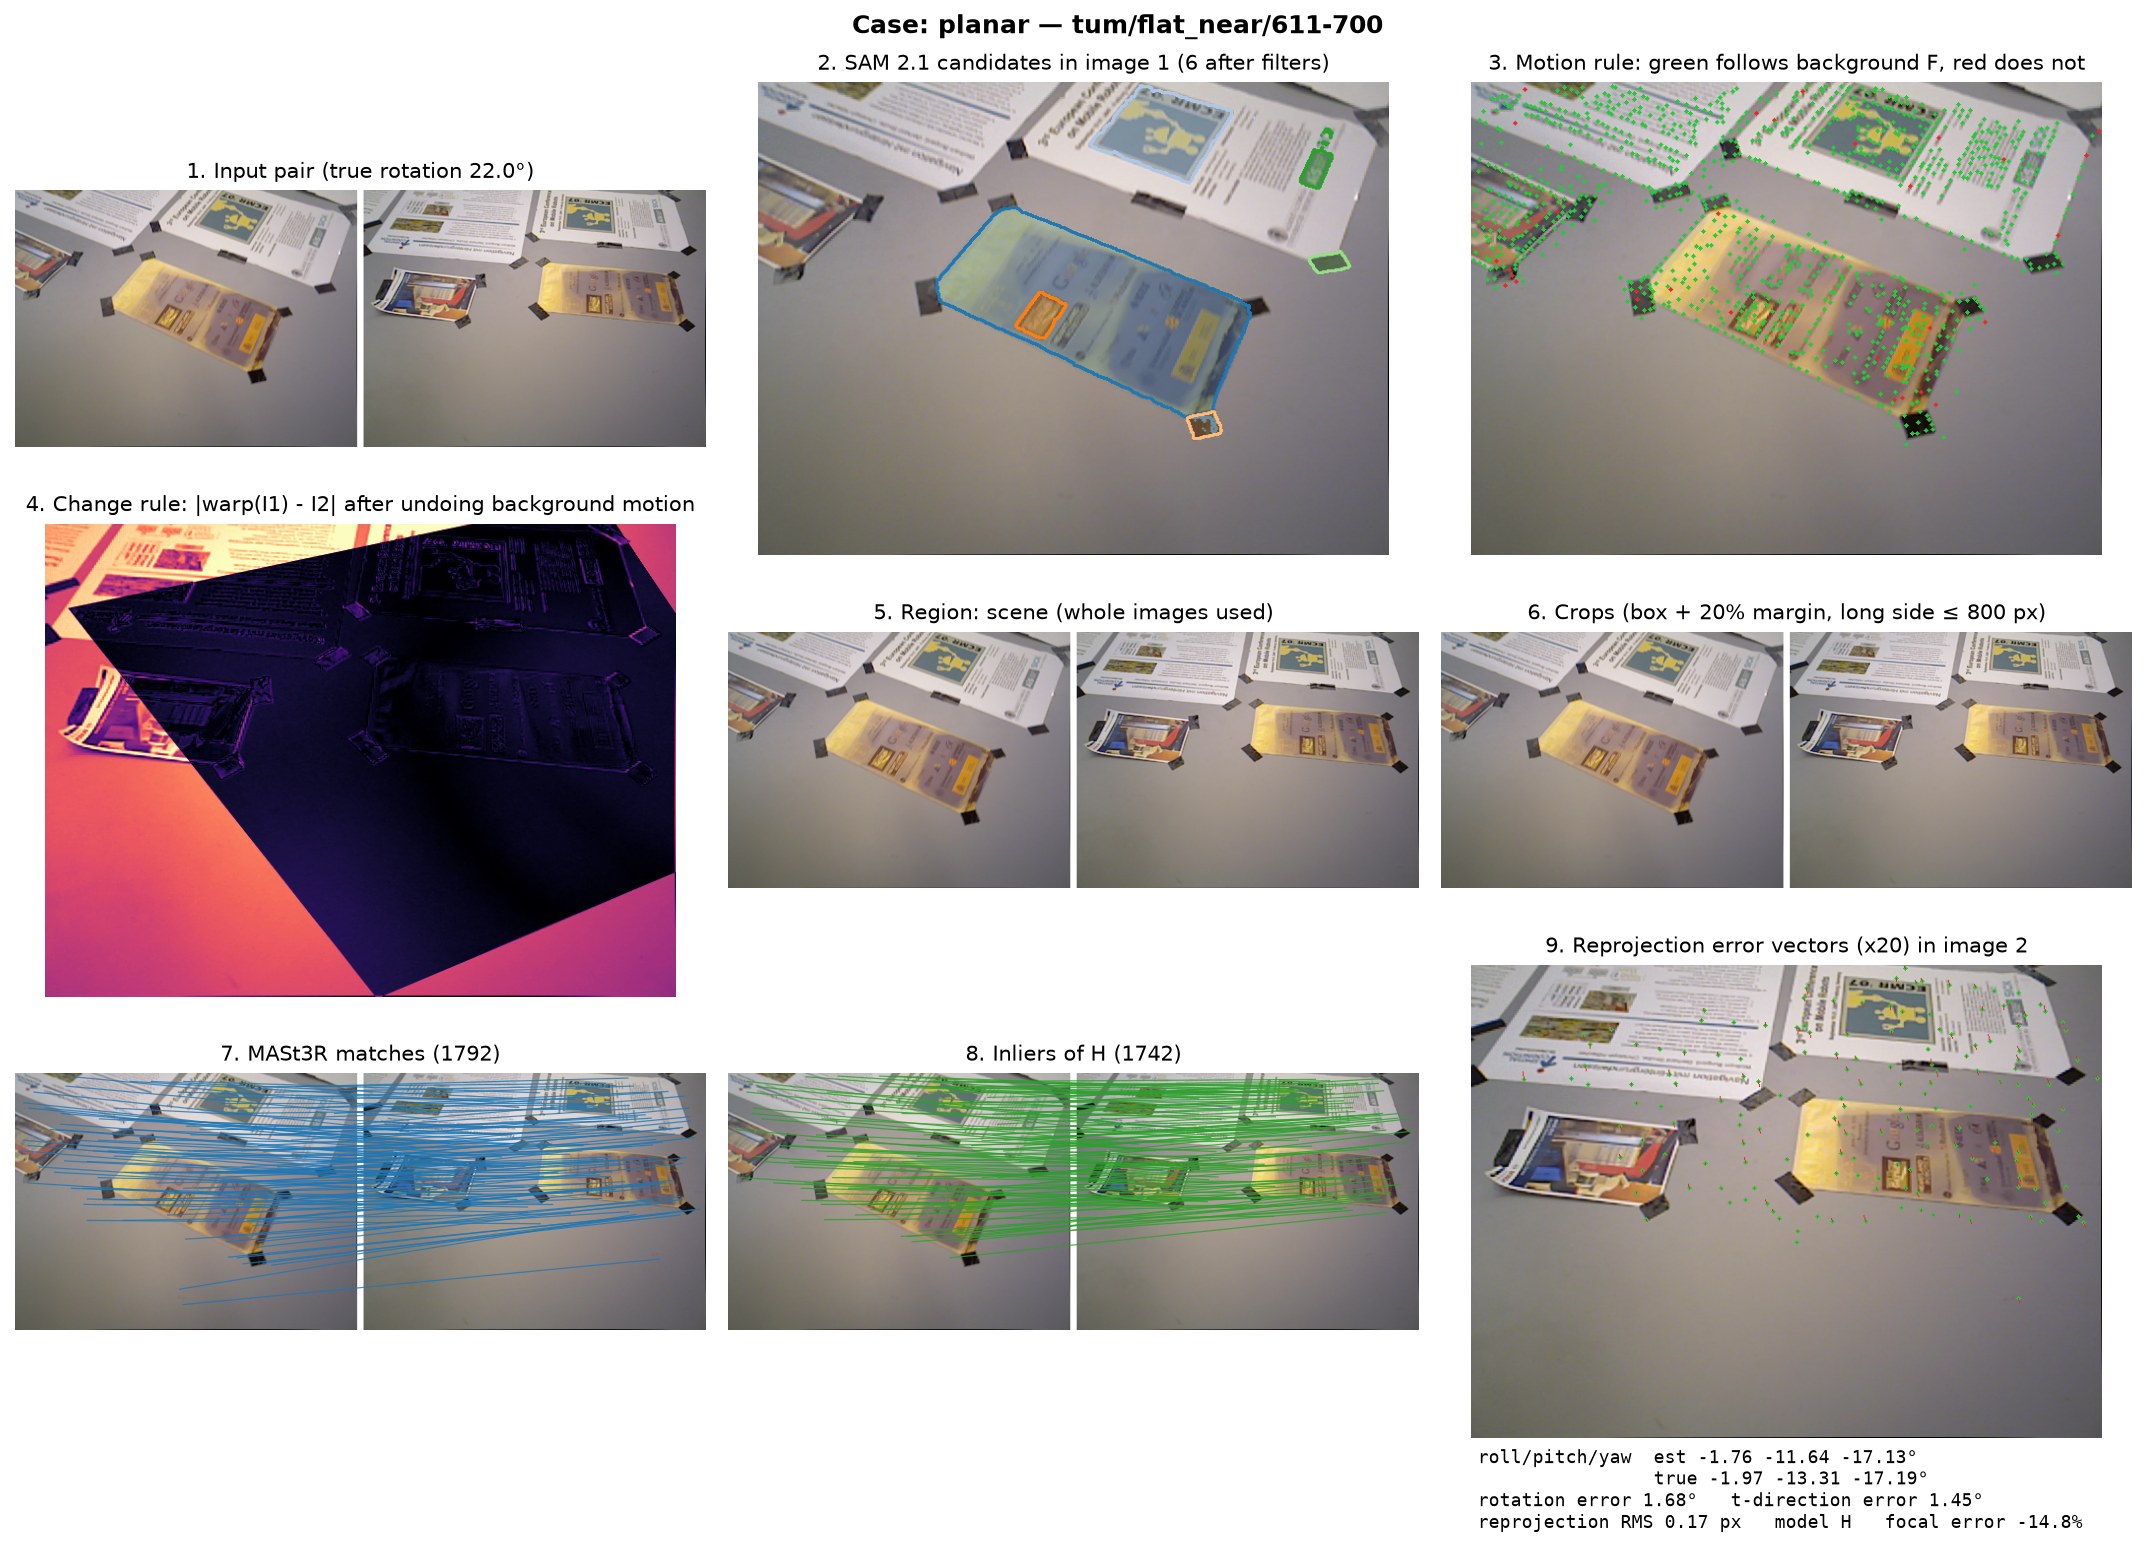 Case: planar — tum/flat_near/611-700
1. Input pair (true rotation 22.0°)
2. SAM 2.1 candidates in image 1 (6 after filters)
3. Motion rule: green follows background F, red does not
4. Change rule: |warp(I1) - I2| after undoing background motion
5. Region: scene (whole images used)
6. Crops (box + 20% margin, long side ≤ 800 px)
7. MASt3R matches (1792)
8. Inliers of H (1742)
9. Reprojection error vectors (x20) in image 2
ECMR '07
roll/pitch/yaw est -1.76 -11.64 -17.13°
true -1.97 -13.31 -17.19°
rotation error 1.68° t-direction error 1.45°
reprojection RMS 0.17 px model H focal error -14.8%